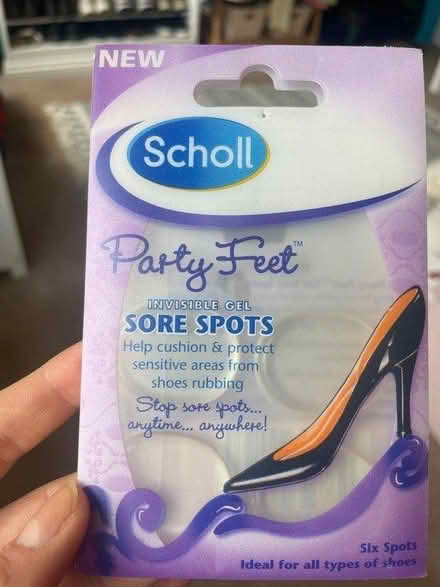 NEW
Scholl
Party Feet™
INVISIBLE GEL
SORE SPOTS
Help cushion & protect
sensitive areas from
shoes rubbing
Stop sore spots...
anytime... anywhere!
Six Spots
Ideal for all types of shoes